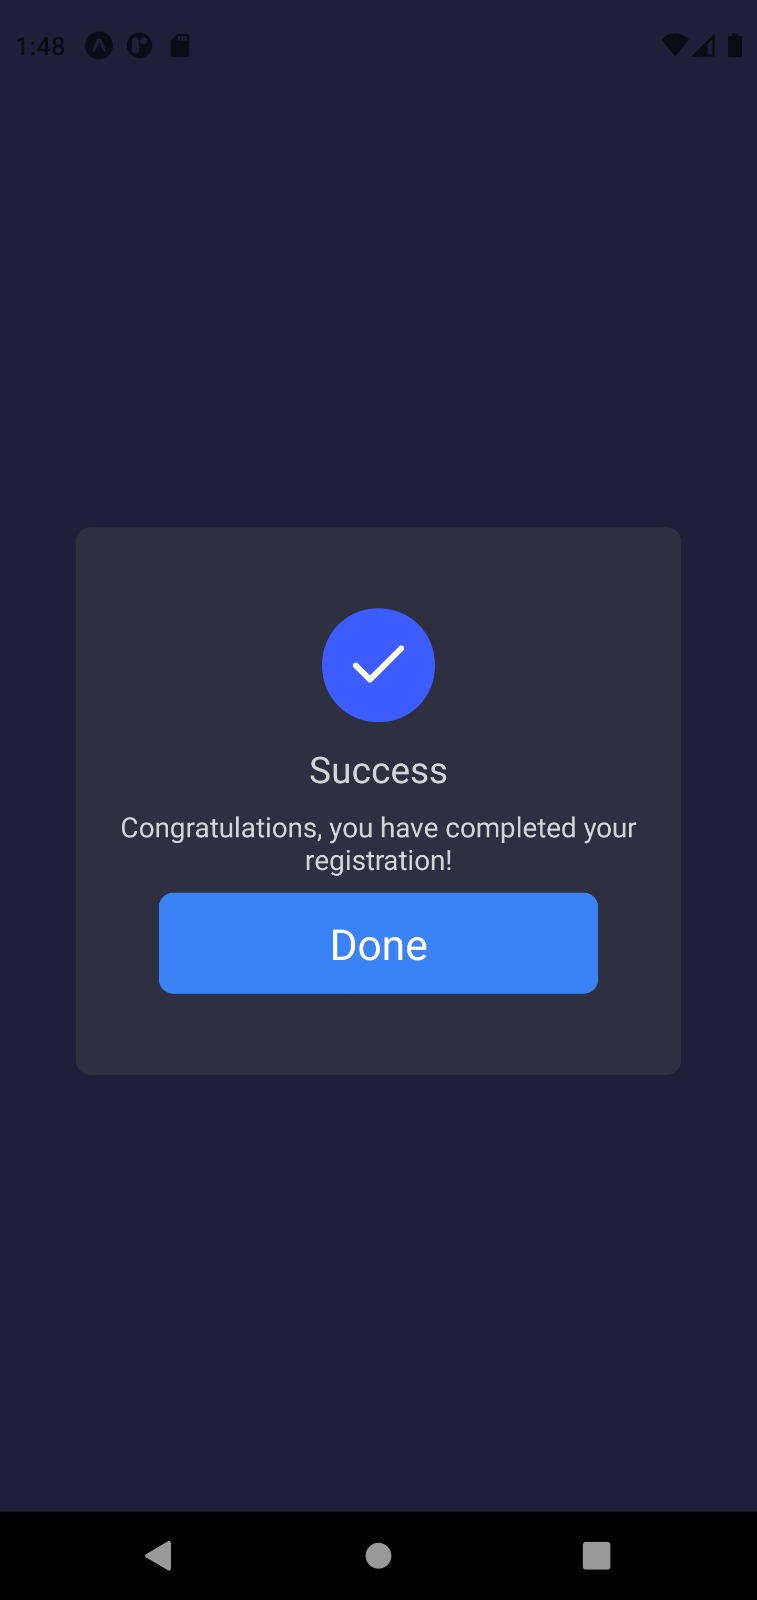 1:48
Success
Congratulations, you have completed your
registration!
Done